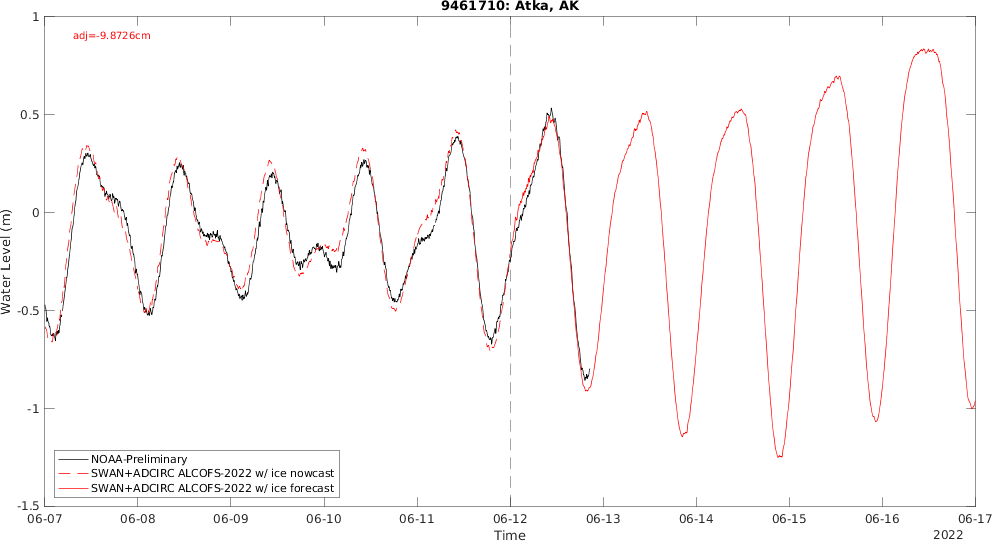 9461710: Atka, AK
adj=-9.8726cm
Water Level (m)
1
0.5
0
-0.5
-1
-1.5
NOAA-Preliminary
SWAN+ADCIRC ALCOFS-2022 w/ ice nowcast
SWAN+ADCIRC ALCOFS-2022 w/ ice forecast
06-07 06-08 06-09 06-10 06-11 06-12 06-13 06-14 06-15 06-16 06-17
Time
2022